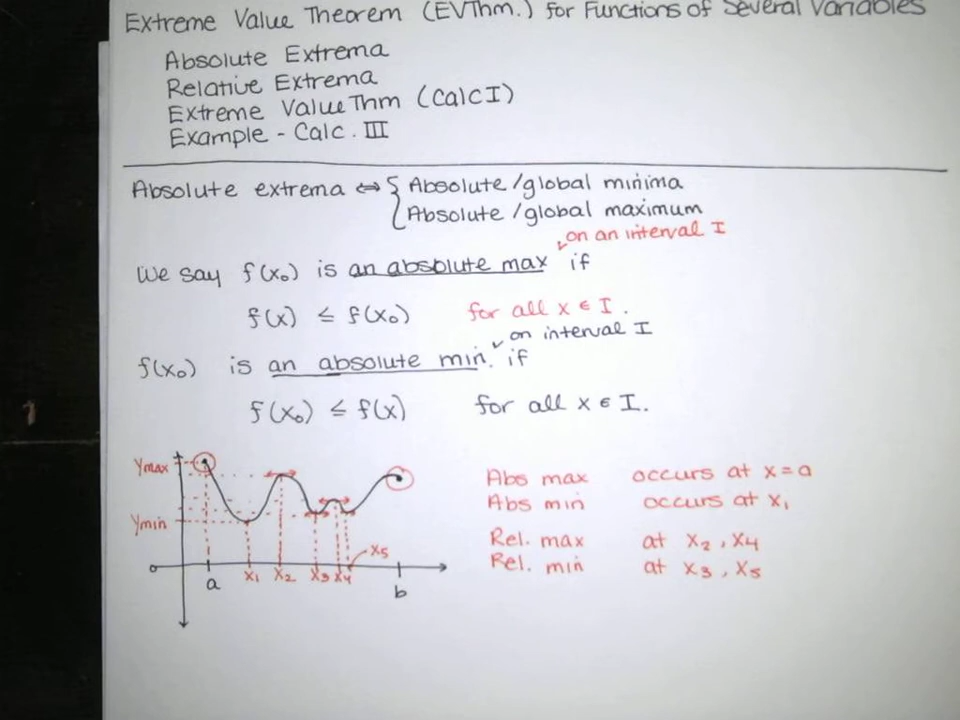 Extreme Value Theorem (EVThm.) for Functions of Several Variables
Absolute Extrema
Relative Extrema
Extreme Value Thm (Calc I)
Example - Calc. III
Absolute extrema ⇔ { Absolute/global minima
Absolute/global maximum
on an interval I
We say f(x₀) is an absolute max if
f(x) ≤ f(x₀) for all x ∈ I.
on interval I
f(x₀) is an absolute min. if
f(x₀) ≤ f(x) for all x ∈ I.
Ymax
Ymin
a x₁ x₂ x₃ x₄ x₅ b
Abs max occurs at x=a
Abs min occurs at x₁
Rel. max at x₂, x₄
Rel. min at x₃, x₅